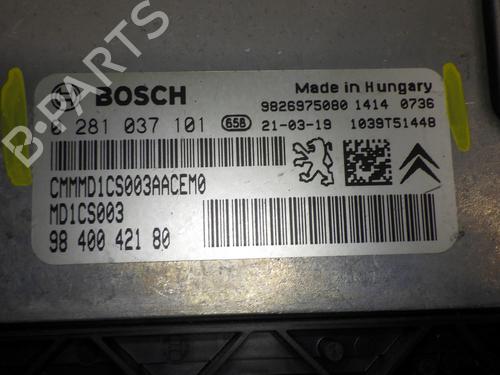 B-PARTS
BOSCH
Made in Hungary
9826975080 1414 0736
0 281 037 101 658 21-03-19 1039T51448
CMMMD1CS003AACEM0
MD1CS003
98 400 421 80